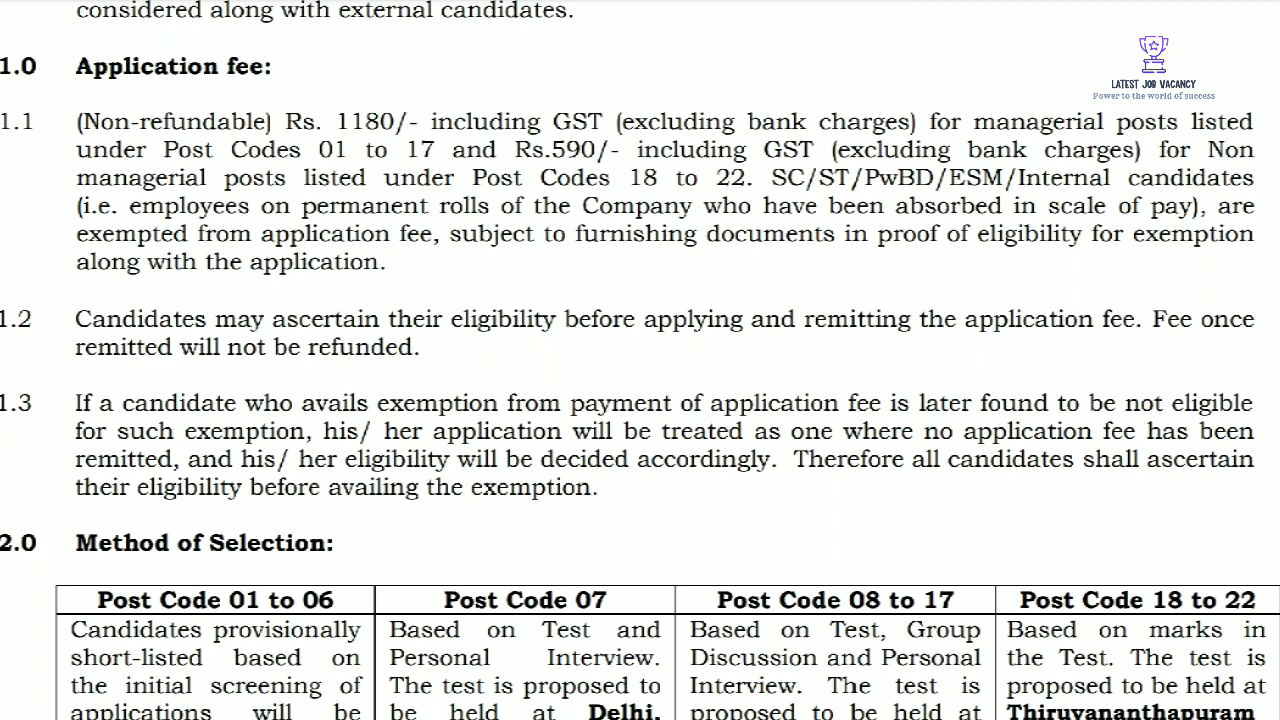 considered along with external candidates.
1.0 Application fee:
LATEST JOB VACANCY
Power to the world of success
1.1 (Non-refundable) Rs. 1180/- including GST (excluding bank charges) for managerial posts listed
under Post Codes 01 to 17 and Rs.590/- including GST (excluding bank charges) for Non
managerial posts listed under Post Codes 18 to 22. SC/ST/PwBD/ESM/Internal candidates
(i.e. employees on permanent rolls of the Company who have been absorbed in scale of pay), are
exempted from application fee, subject to furnishing documents in proof of eligibility for exemption
along with the application.
1.2 Candidates may ascertain their eligibility before applying and remitting the application fee. Fee once
remitted will not be refunded.
1.3 If a candidate who avails exemption from payment of application fee is later found to be not eligible
for such exemption, his/ her application will be treated as one where no application fee has been
remitted, and his/ her eligibility will be decided accordingly. Therefore all candidates shall ascertain
their eligibility before availing the exemption.
2.0 Method of Selection:
Post Code 01 to 06
Candidates provisionally
short-listed based on
the initial screening of
applications will be
Post Code 07
Based on Test and
Personal Interview.
The test is proposed to
be held at Delhi,
Post Code 08 to 17
Based on Test, Group
Discussion and Personal
Interview. The test is
proposed to be held at
Post Code 18 to 22
Based on marks in
the Test. The test is
proposed to be held at
Thiruvananthapuram